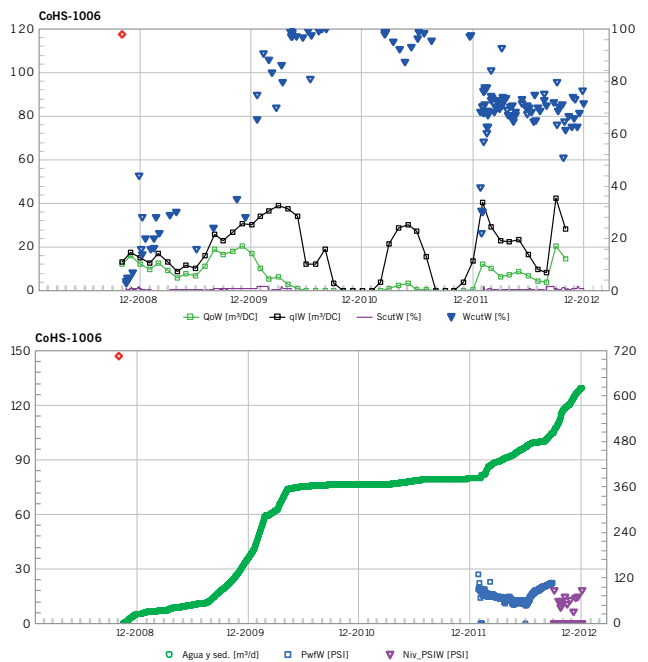 CoHS-1006
120 100
100 80
80 60
60 40
40
20 20
0 0
12-2008 12-2009 12-2010 12-2011 12-2012
QoW [m³/DC] qlW [m³/DC] ScutW [%] WcutW [%]
CoHS-1006
150 720
120 600
90 480
60 360
30 240
120
0 0
12-2008 12-2009 12-2010 12-2011 12-2012
Agua y sed. [m³/d] PwfW [PSI] Niv_PSIW [PSI]